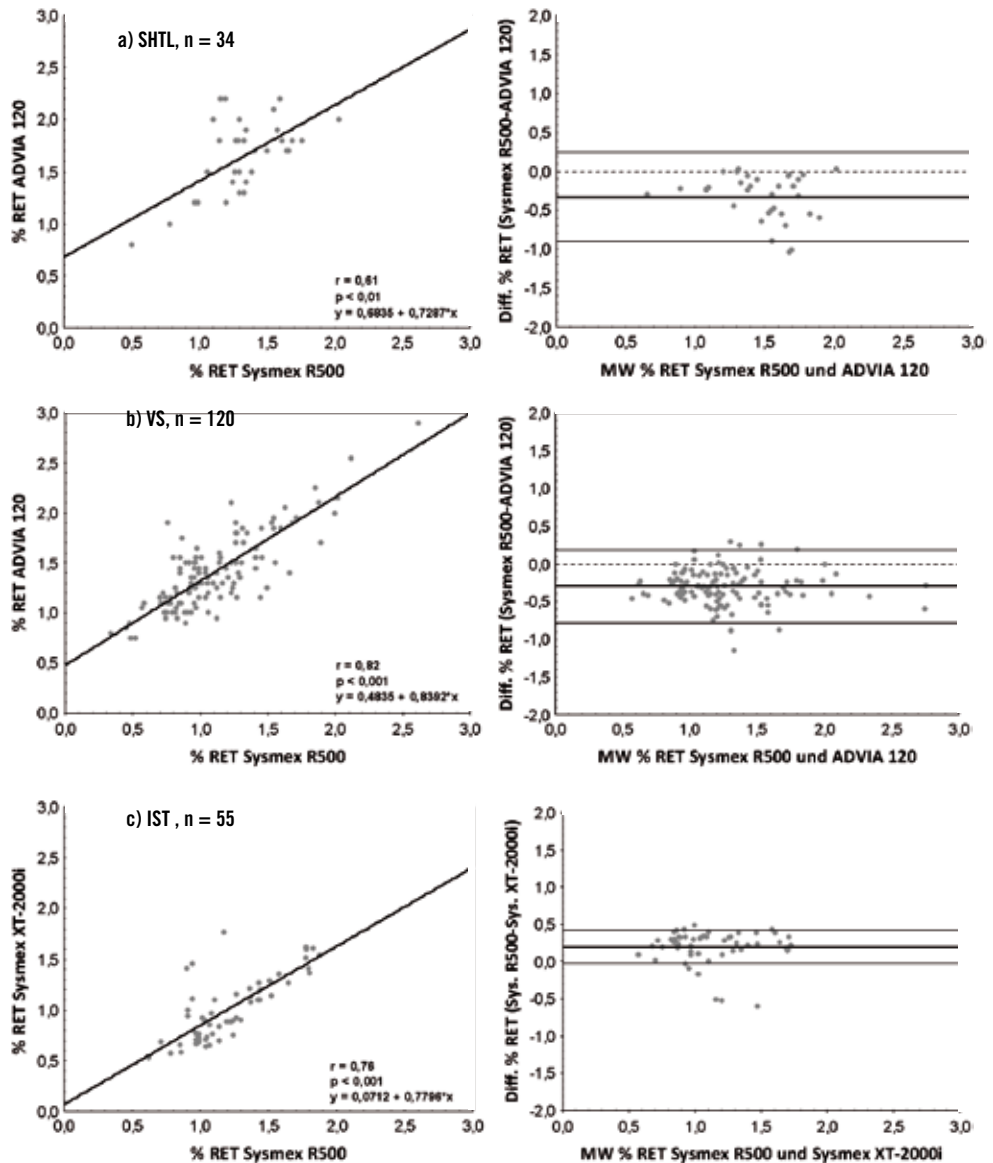 a) SHTL, n = 34
% RET ADVIA 120
3,0
2,5
2,0
1,5
1,0
0,5
0,0
r = 0,61
p < 0,01
y = 0,6835 + 0,7287*x
0,0 0,5 1,0 1,5 2,0 2,5 3,0
% RET Sysmex R500
Diff. % RET (Sysmex R500-ADVIA 120)
2,0
1,5
1,0
0,5
0,0
-0,5
-1,0
-1,5
-2,0
0,0 0,5 1,0 1,5 2,0 2,5 3,0
MW % RET Sysmex R500 und ADVIA 120
b) VS, n = 120
% RET ADVIA 120
3,0
2,5
2,0
1,5
1,0
0,5
0,0
r = 0,82
p < 0,001
y = 0,4835 + 0,8392*x
0,0 0,5 1,0 1,5 2,0 2,5 3,0
% RET Sysmex R500
Diff. % RET (Sysmex R500-ADVIA 120)
2,0
1,5
1,0
0,5
0,0
-0,5
-1,0
-1,5
-2,0
0,0 0,5 1,0 1,5 2,0 2,5 3,0
MW % RET Sysmex R500 und ADVIA 120
c) IST , n = 55
% RET Sysmex XT-2000i
3,0
2,5
2,0
1,5
1,0
0,5
0,0
r = 0,76
p < 0,001
y = 0,0712 + 0,7796*x
0,0 0,5 1,0 1,5 2,0 2,5 3,0
% RET Sysmex R500
Diff. % RET (Sys. R500-Sys. XT-2000i)
2,0
1,5
1,0
0,5
0,0
-0,5
-1,0
-1,5
-2,0
0,0 0,5 1,0 1,5 2,0 2,5 3,0
MW % RET Sysmex R500 und Sysmex XT-2000i